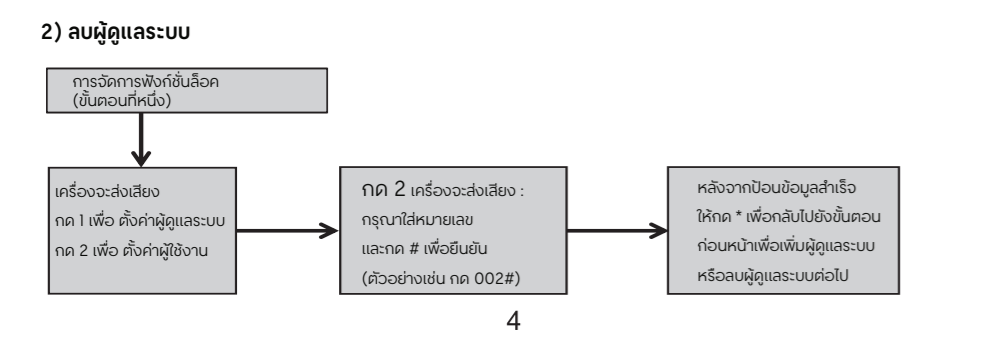 2) ลบผู้ดูแลระบบ
การจัดการฟังก์ชั่นล็อค
(ขั้นตอนที่หนึ่ง)
เครื่องจะส่งเสียง
กด 1 เพื่อ ตั้งค่าผู้ดูแลระบบ
กด 2 เพื่อ ตั้งค่าผู้ใช้งาน
กด 2 เครื่องจะส่งเสียง :
กรุณาใส่หมายเลข
และกด # เพื่อยืนยัน
(ตัวอย่างเช่น กด 002#)
หลังจากป้อนข้อมูลสำเร็จ
ให้กด * เพื่อกลับไปยังขั้นตอน
ก่อนหน้าเพื่อเพิ่มผู้ดูแลระบบ
หรือลบผู้ดูแลระบบต่อไป
4